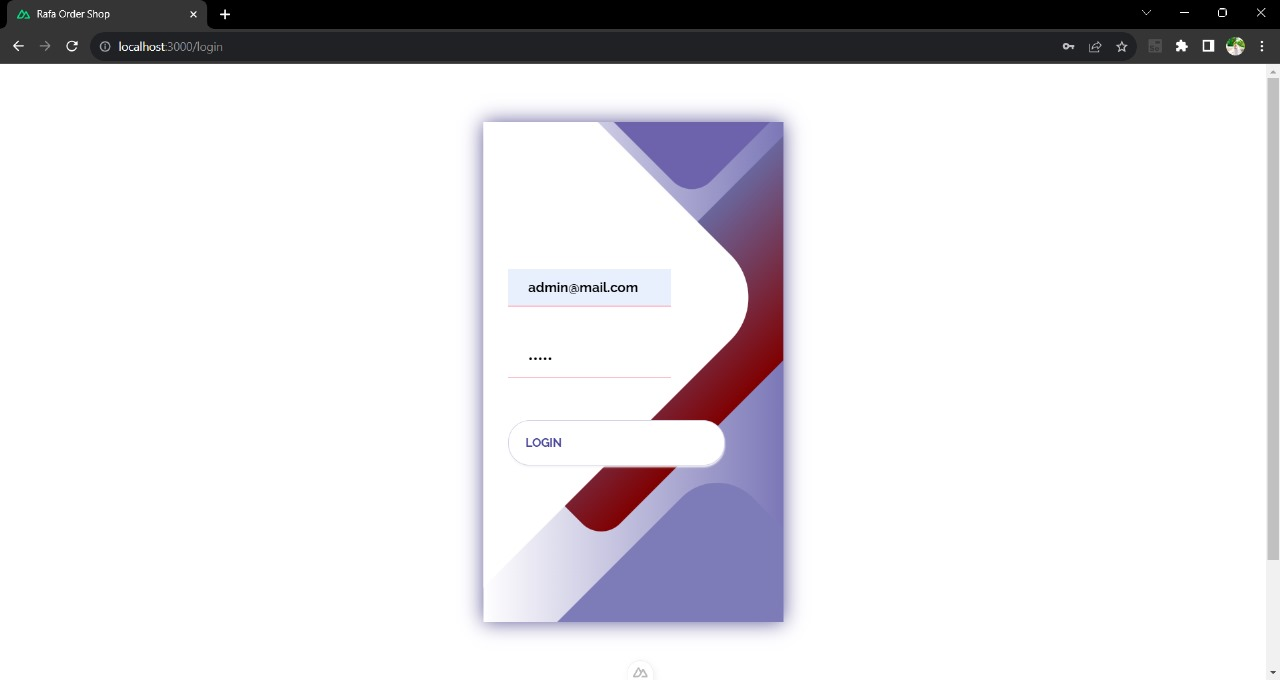 Rafa Order Shop
localhost:3000/login
admin@mail.com
•••••
LOGIN